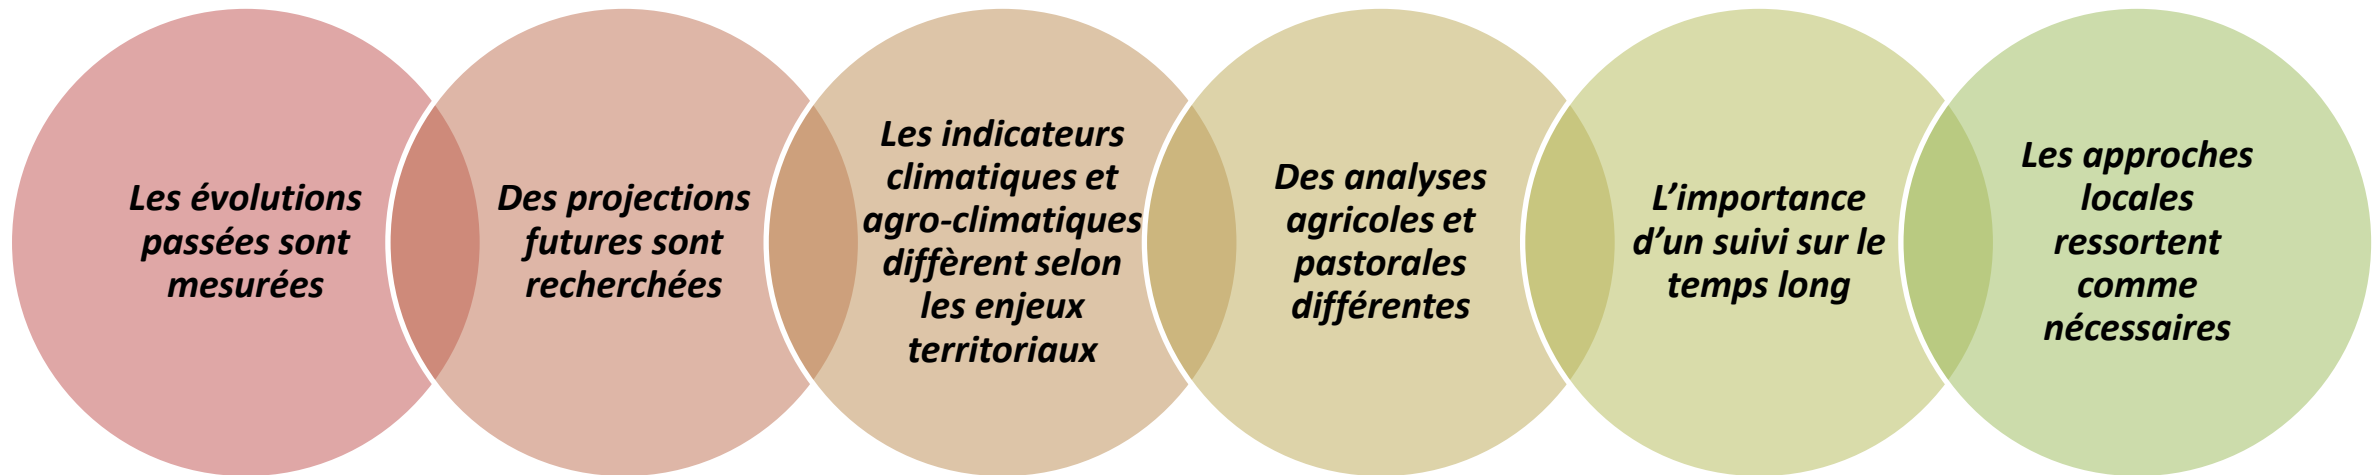 Les évolutions
passées sont
mesurées
Des projections
futures sont
recherchées
Les indicateurs
climatiques et
agro-climatiques
diffèrent selon
les enjeux
territoriaux
Des analyses
agricoles et
pastorales
différentes
L’importance
d’un suivi sur le
temps long
Les approches
locales
ressortent
comme
nécessaires